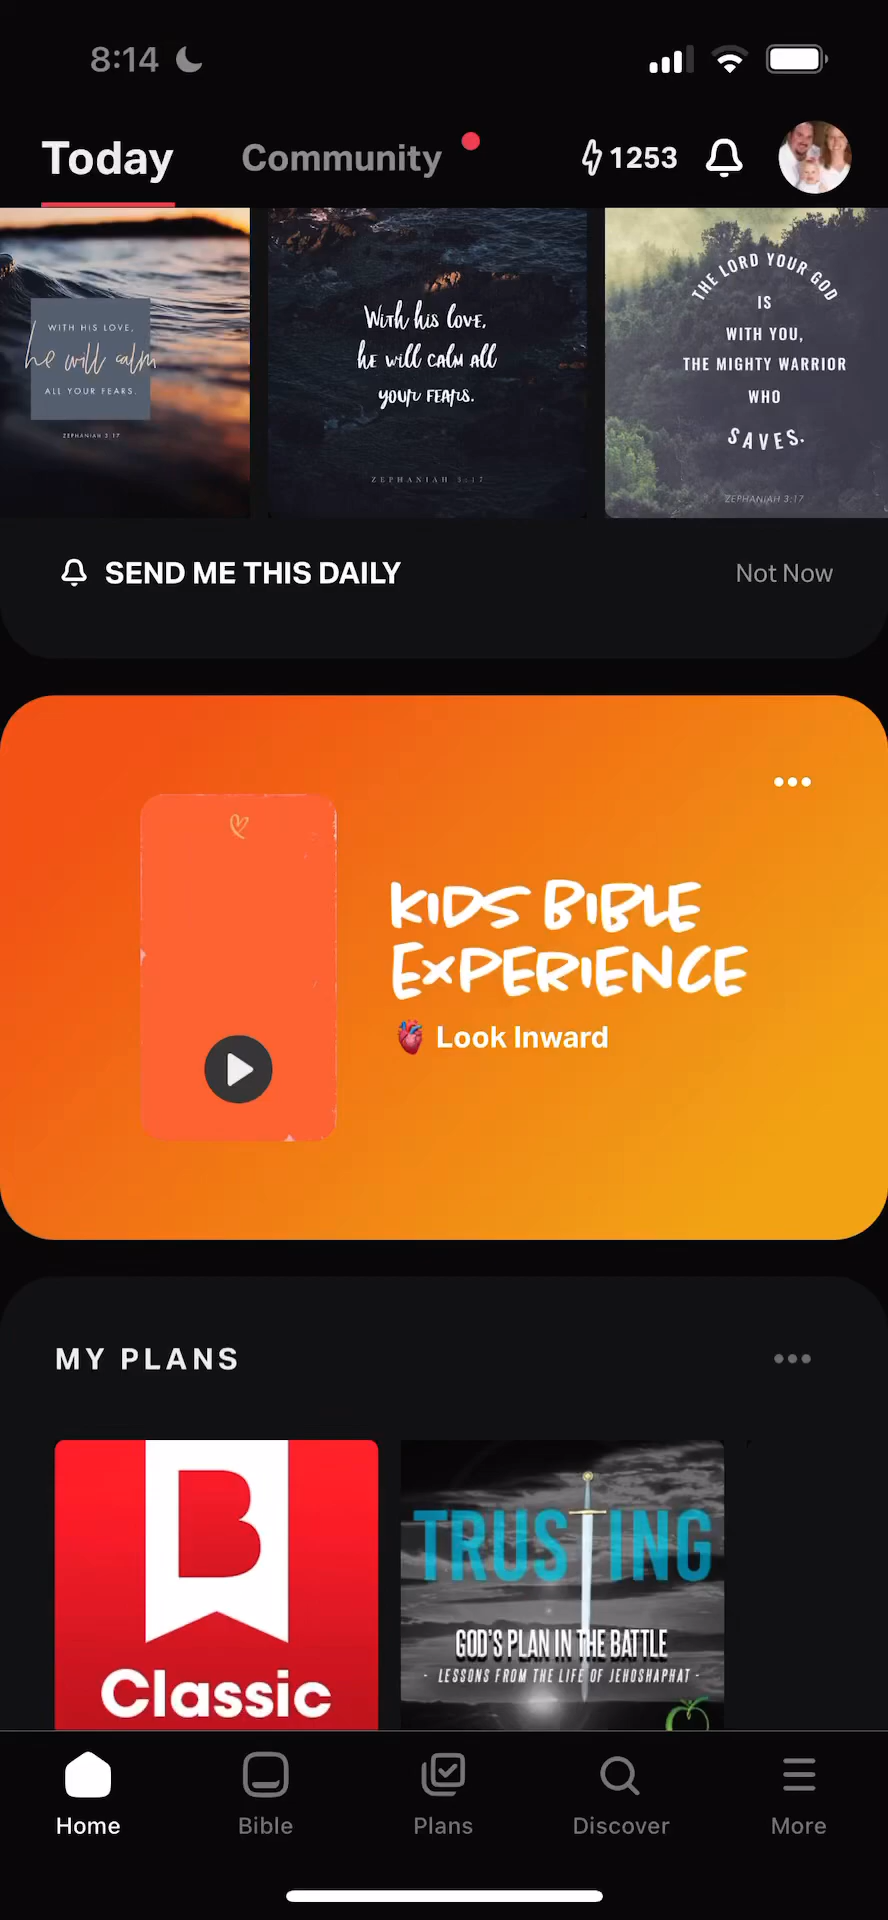 8:14
Today
Community
1253
WITH HIS LOVE,
he will calm
ALL YOUR FEARS.
ZEPHANIAH 3:17
With his love,
he will calm all
your fears.
ZEPHANIAH 3:17
THE LORD YOUR GOD
IS
WITH YOU,
THE MIGHTY WARRIOR
WHO
SAVES.
ZEPHANIAH 3:17
SEND ME THIS DAILY
Not Now
KIDS BIBLE
EXPERIENCE
🫀 Look Inward
MY PLANS
B
Classic
TRUSTING
GOD'S PLAN IN THE BATTLE
- LESSONS FROM THE LIFE OF JEHOSHAPHAT -
Home
Bible
Plans
Discover
More